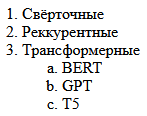 1. Свёрточные
2. Реккурентные
3. Трансформерные
a. BERT
b. GPT
c. T5